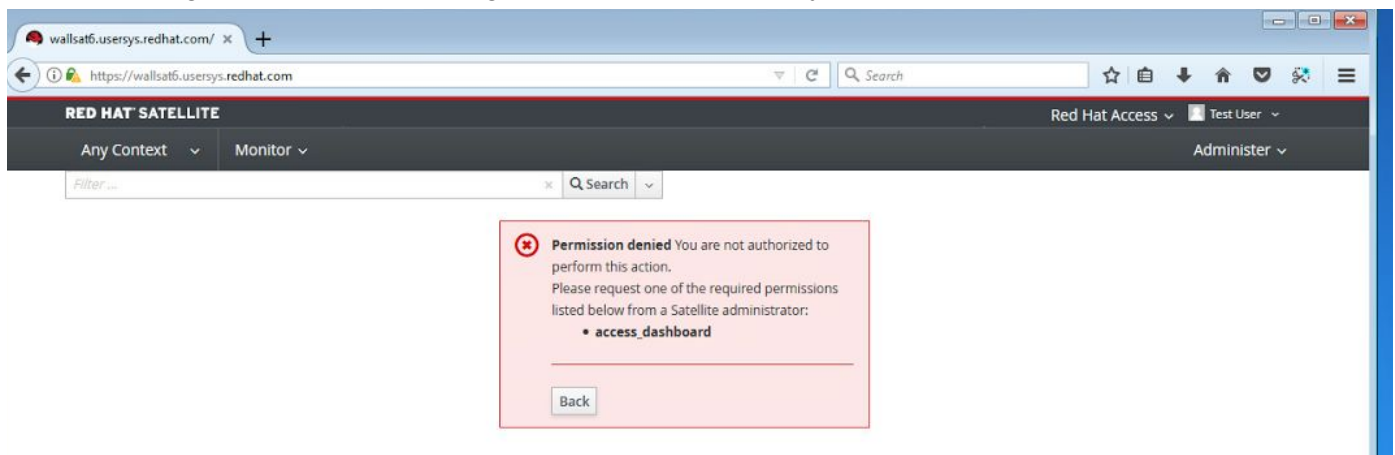 wallsat6.usersys.redhat.com/
https://wallsat6.usersys.redhat.com
Search
RED HAT SATELLITE
Red Hat Access
Test User
Any Context
Monitor
Administer
Filter ...
Search
Permission denied You are not authorized to
perform this action.
Please request one of the required permissions
listed below from a Satellite administrator:
• access_dashboard
Back